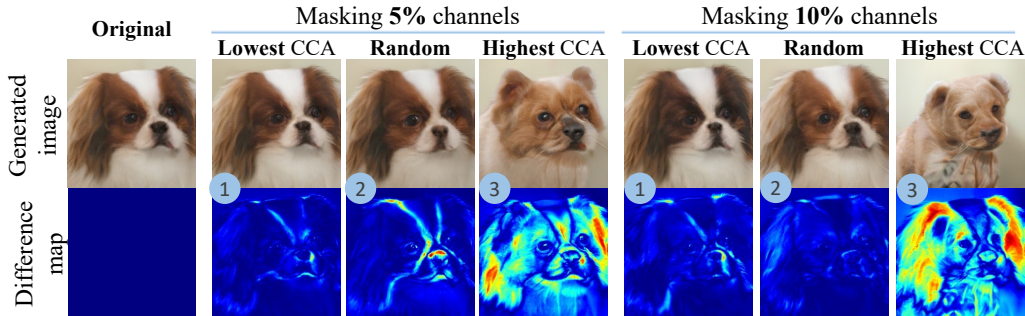 Masking 5% channels
Masking 10% channels
Original
Lowest CCA
Random
Highest CCA
Lowest CCA
Random
Highest CCA
Generated
image
1
2
3
1
2
3
Difference
map